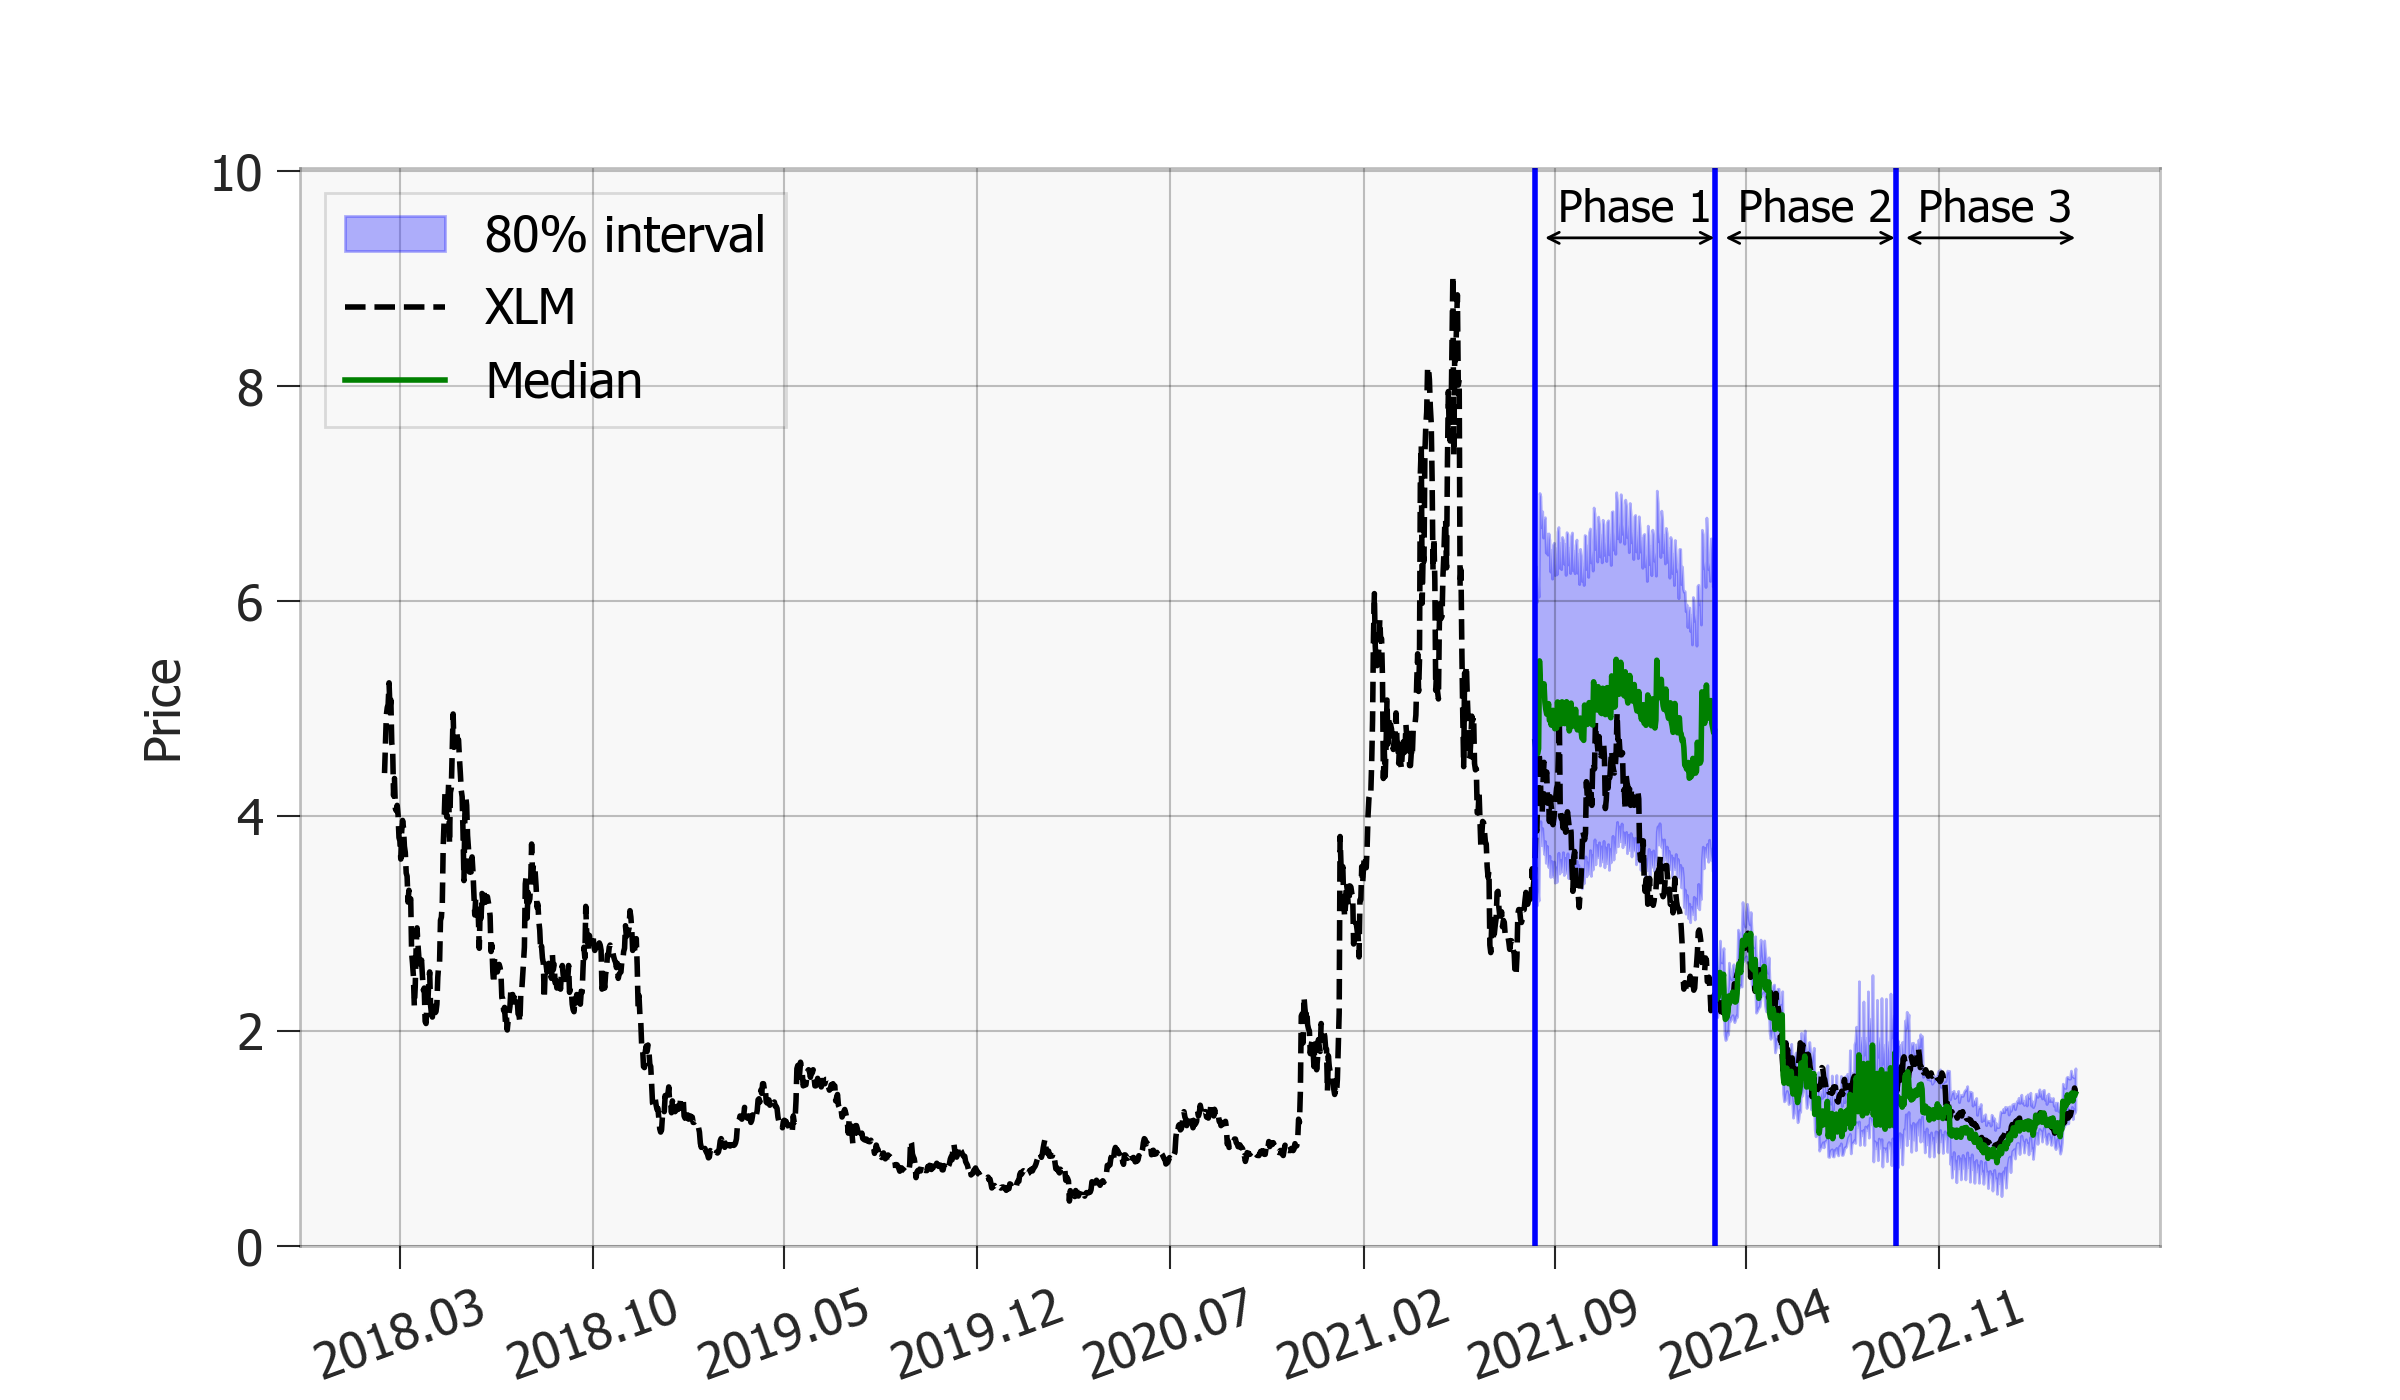 10
8
6
4
2
0
Price
80% interval
XLM
Median
Phase 1
Phase 2
Phase 3
2018.03
2018.10
2019.05
2019.12
2020.07
2021.02
2021.09
2022.04
2022.11